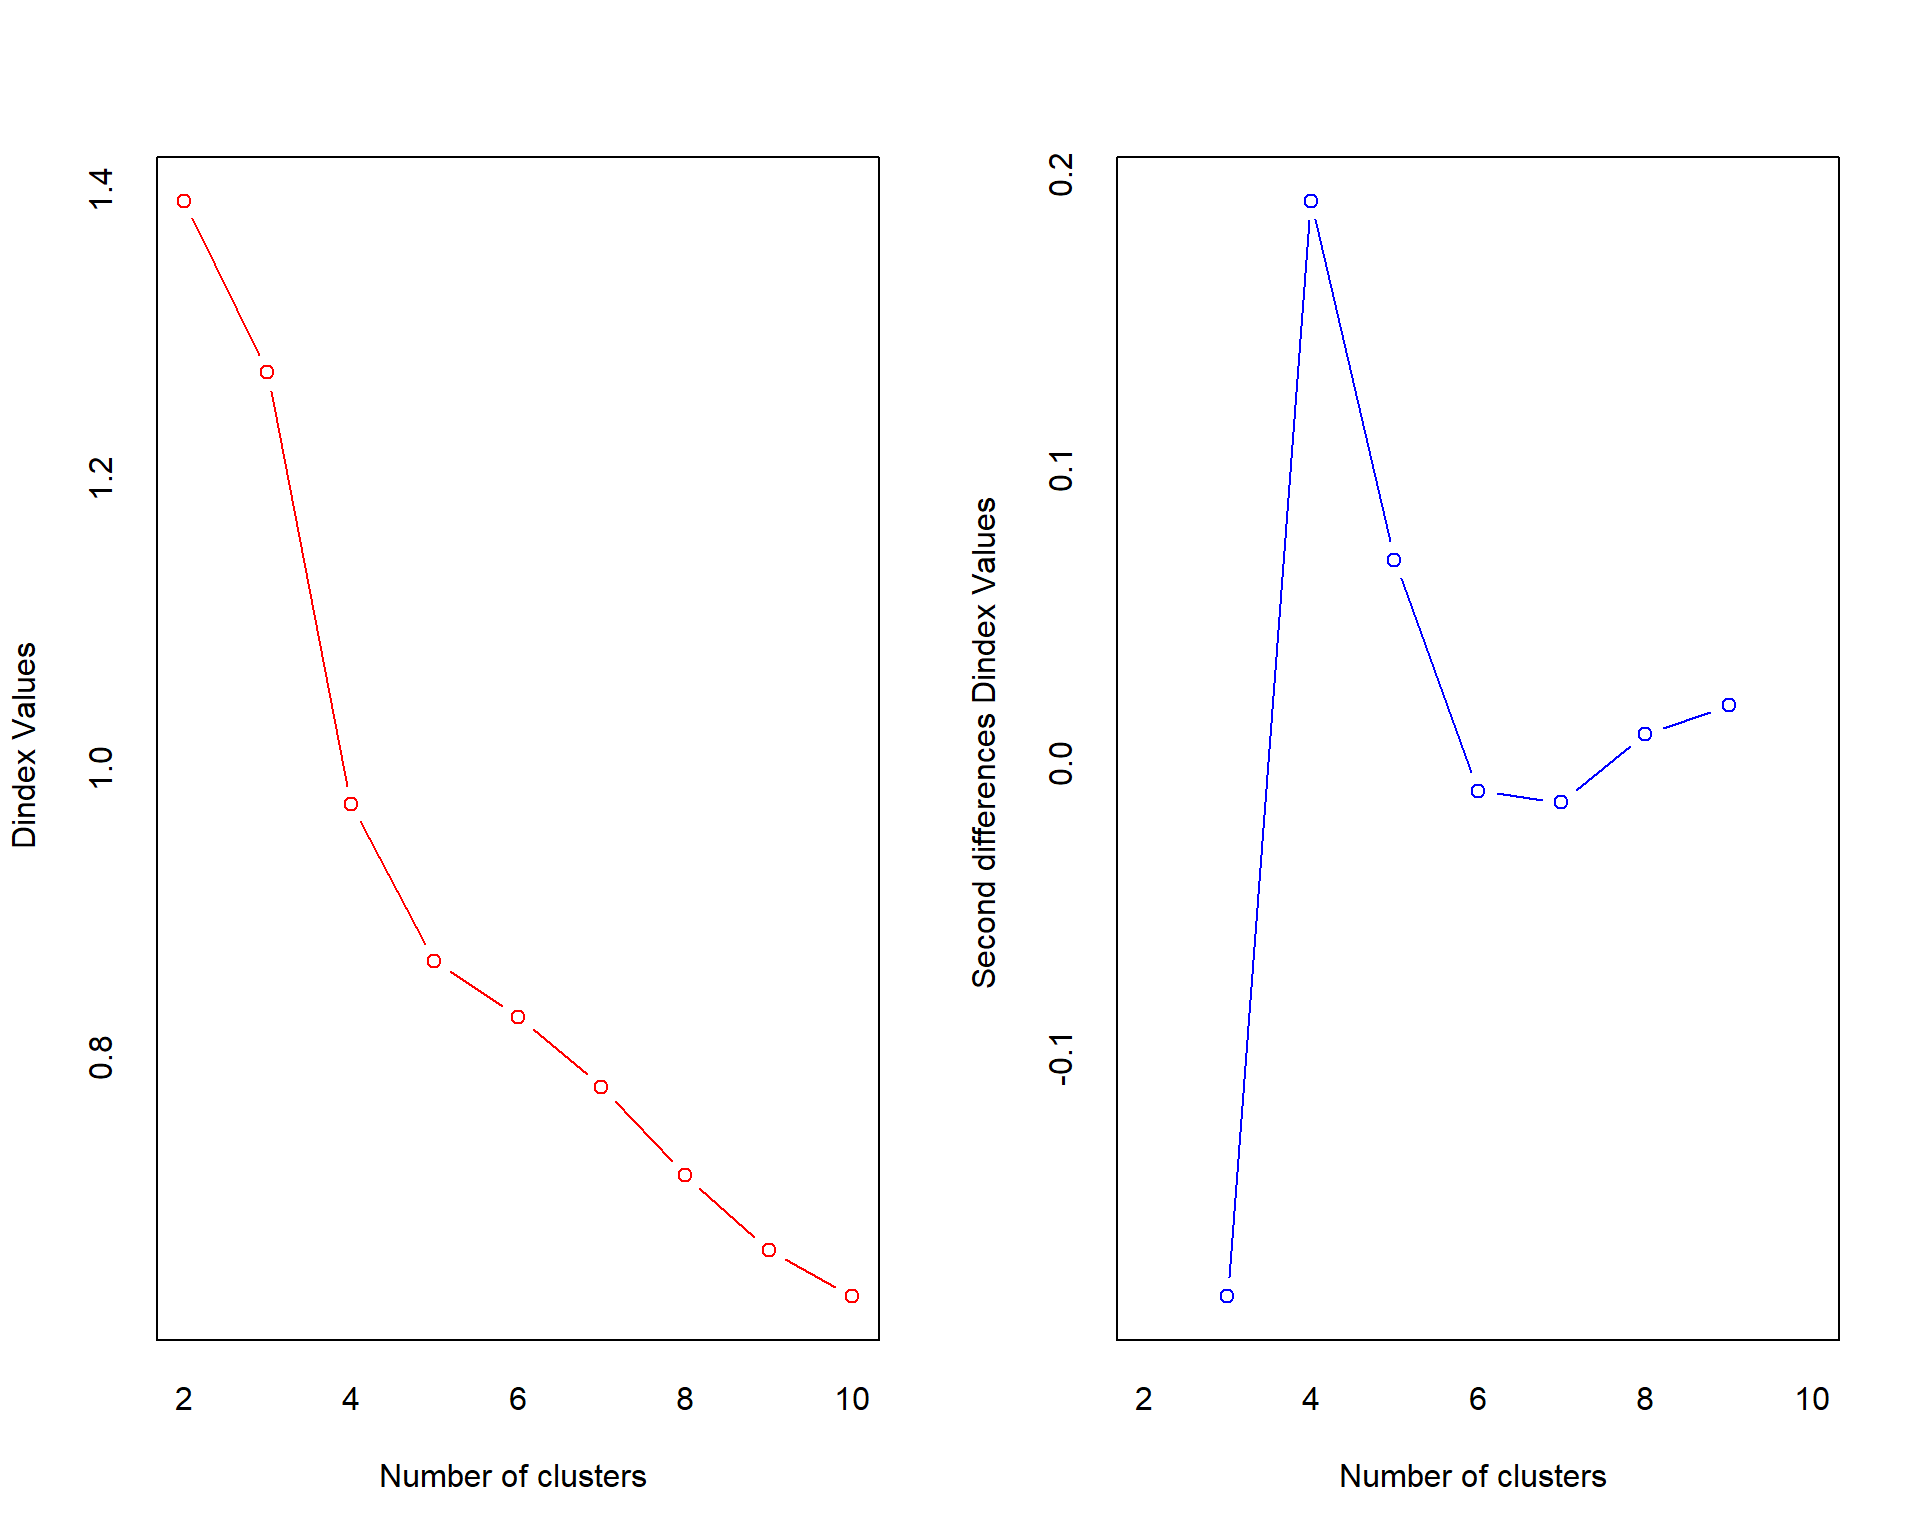 1.4
1.2
1.0
0.8
Dindex Values
2 4 6 8 10
Number of clusters
0.2
0.1
0.0
-0.1
Second differences Dindex Values
2 4 6 8 10
Number of clusters